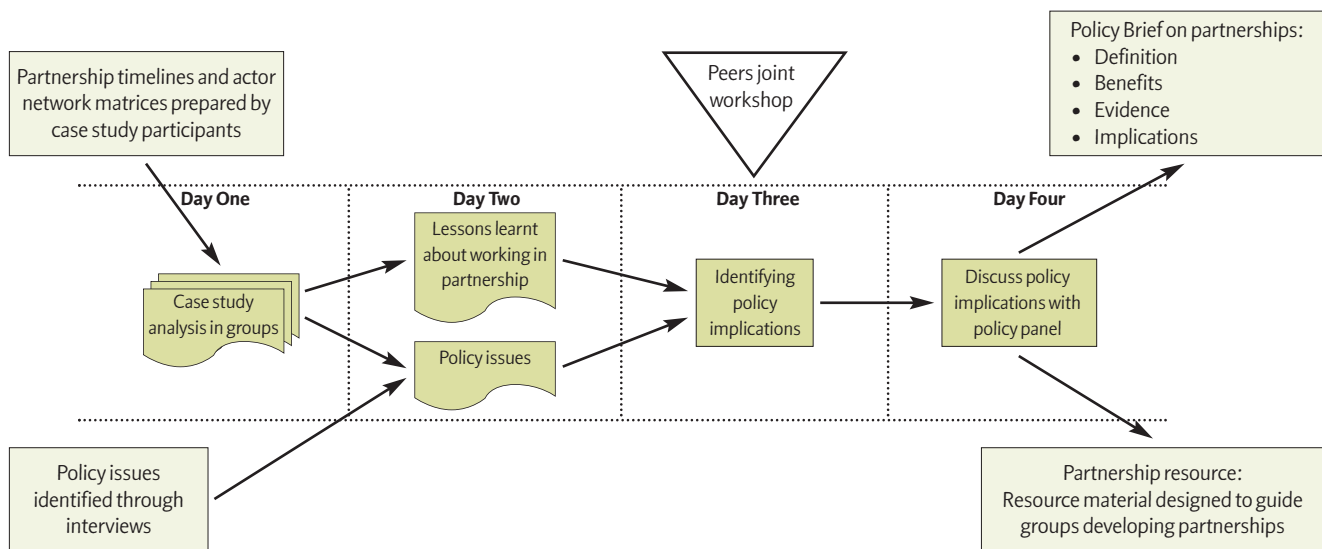 Partnership timelines and actor
network matrices prepared by
case study participants
Peers joint
workshop
Policy Brief on partnerships:
• Definition
• Benefits
• Evidence
• Implications
Day One
Day Two
Day Three
Day Four
Case study
analysis in groups
Lessons learnt
about working in
partnership
Policy issues
Identifying
policy
implications
Discuss policy
implications with
policy panel
Policy issues
identified through
interviews
Partnership resource:
Resource material designed to guide
groups developing partnerships